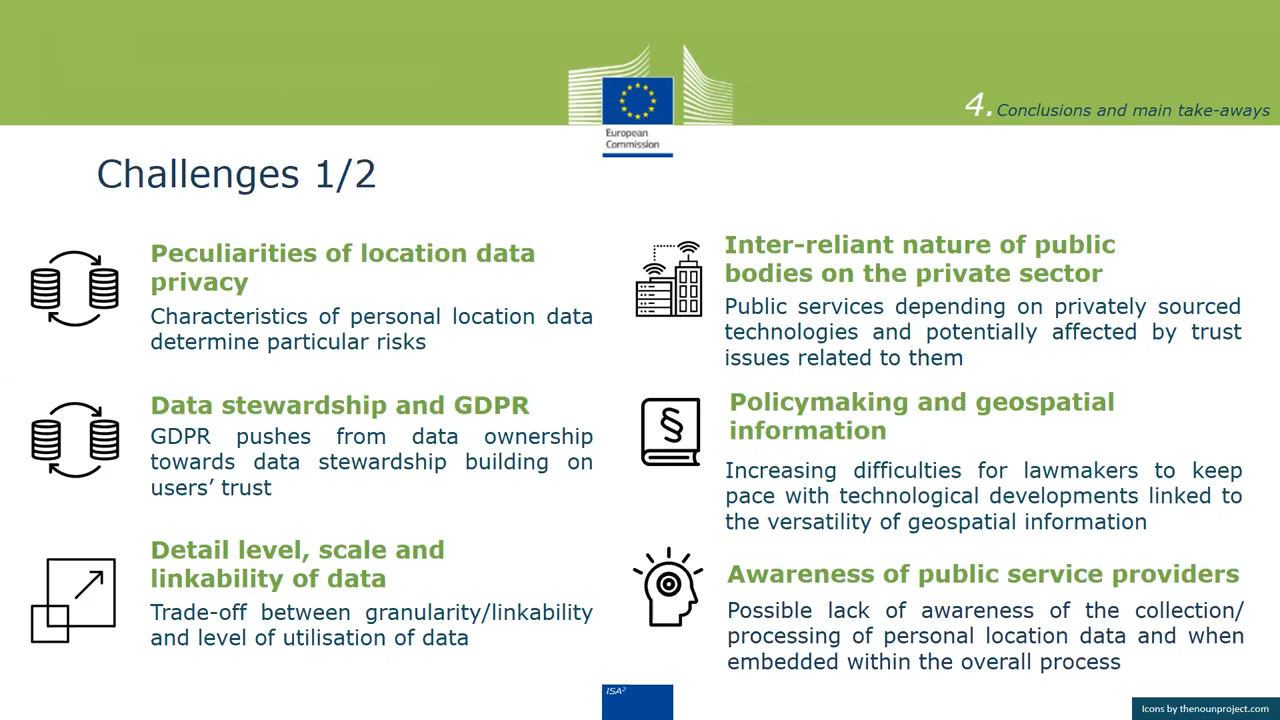 4. Conclusions and main take-aways
European
Commission
Challenges 1/2
Peculiarities of location data
privacy
Characteristics of personal location data
determine particular risks
Data stewardship and GDPR
GDPR pushes from data ownership
towards data stewardship building on
users’ trust
Detail level, scale and
linkability of data
Trade-off between granularity/linkability
and level of utilisation of data
Inter-reliant nature of public
bodies on the private sector
Public services depending on privately sourced
technologies and potentially affected by trust
issues related to them
§
Policymaking and geospatial
information
Increasing difficulties for lawmakers to keep
pace with technological developments linked to
the versatility of geospatial information
Awareness of public service providers
Possible lack of awareness of the collection/
processing of personal location data and when
embedded within the overall process
ISA²
Icons by thenounproject.com